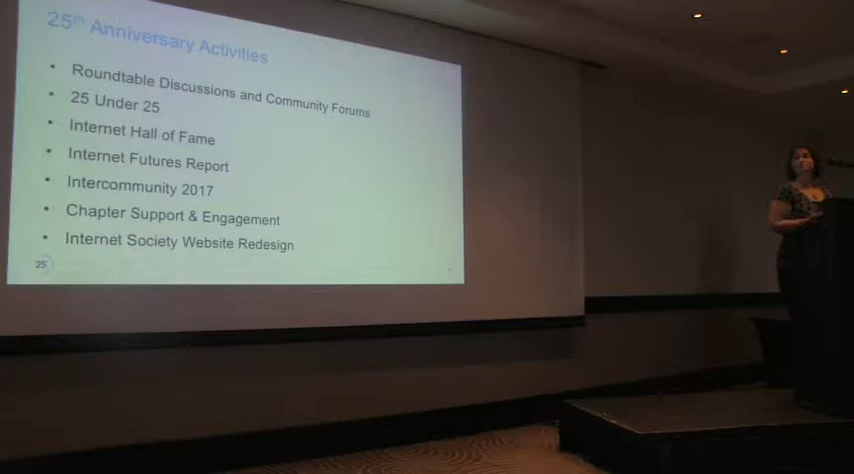 25th Anniversary Activities
• Roundtable Discussions and Community Forums
• 25 Under 25
• Internet Hall of Fame
• Internet Futures Report
• Intercommunity 2017
• Chapter Support & Engagement
• Internet Society Website Redesign
25